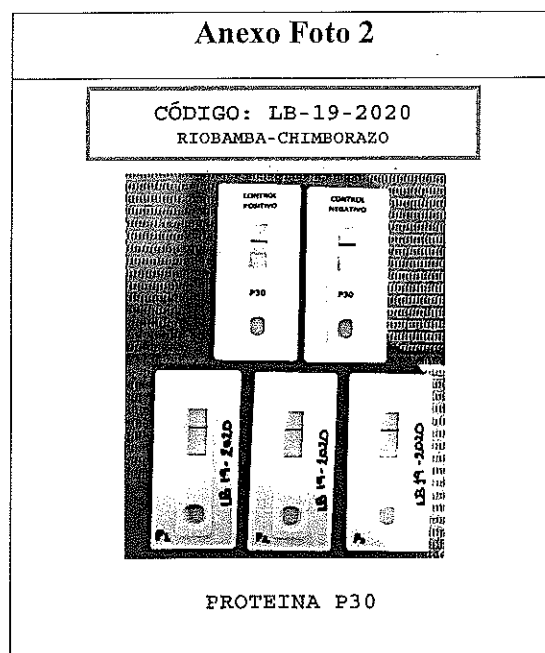 Anexo Foto 2
CÓDIGO: LB-19-2020
RIOBAMBA-CHIMBORAZO
CONTROL
POSITIVO
CONTROL
NEGATIVO
P30
P30
LB 19-2020
LB 19-2020
LB 19-2020
PROTEINA P30